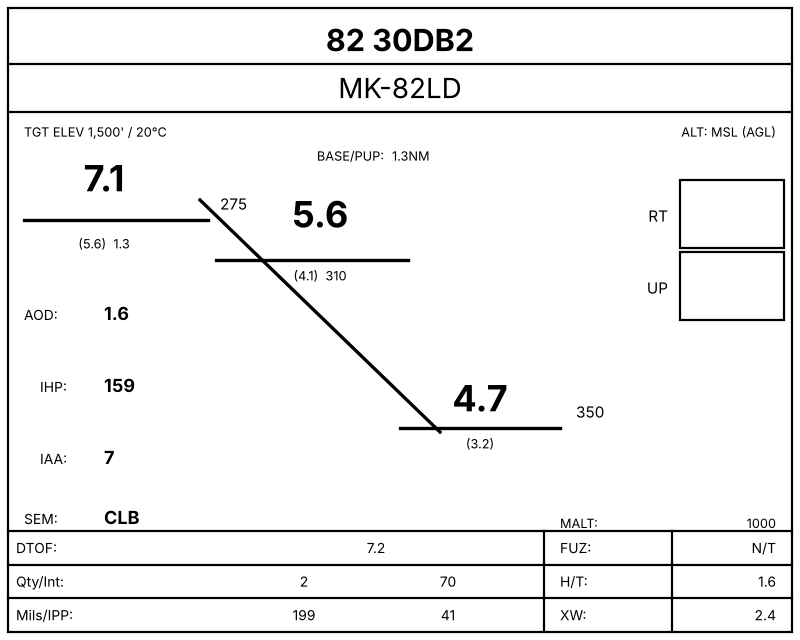 82 30DB2
MK-82LD
TGT ELEV 1,500' / 20°C
ALT: MSL (AGL)
BASE/PUP: 1.3NM
7.1
275
5.6
RT
(5.6) 1.3
(4.1) 310
UP
AOD: 1.6
IHP: 159
4.7
350
(3.2)
IAA: 7
SEM: CLB
MALT: 1000
DTOF: 7.2 FUZ: N/T
Qty/Int: 2 70 H/T: 1.6
Mils/IPP: 199 41 XW: 2.4